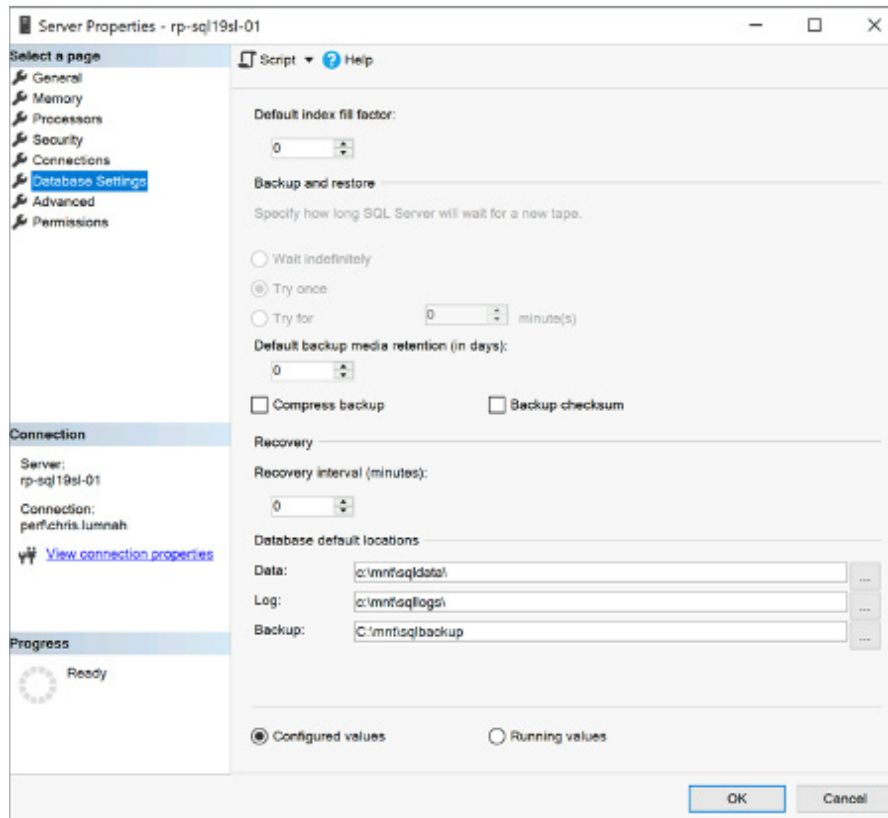 Server Properties - rp-sql19sl-01
Select a page
General
Memory
Processors
Security
Connections
Database Settings
Advanced
Permissions
Connection
Server:
rp-sql19sl-01
Connection:
perf\chris.lumnah
View connection properties
Progress
Ready
Script Help
Default index fill factor:
0
Backup and restore
Specify how long SQL Server will wait for a new tape.
Wait indefinitely
Try once
Try for 0 minute(s)
Default backup media retention (in days):
0
Compress backup Backup checksum
Recovery
Recovery interval (minutes):
0
Database default locations
Data: c:\mnt\sqldata\ ...
Log: c:\mnt\sqllogs\ ...
Backup: C:\mnt\sqlbackup ...
Configured values Running values
OK Cancel